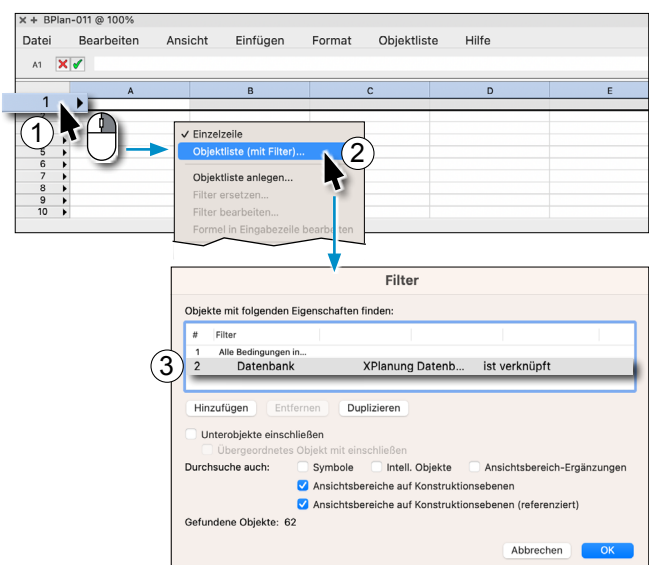 × + BPlan-011 @ 100%
Datei Bearbeiten Ansicht Einfügen Format Objektliste Hilfe
A1
A B C D E
1
1
5
6
7
8
9
10
✓ Einzelzeile
Objektliste (mit Filter)...
2
Objektliste anlegen...
Filter ersetzen...
Filter bearbeiten...
Formel in Eingabezeile bearbeiten
Filter
Objekte mit folgenden Eigenschaften finden:
# Filter
1 Alle Bedingungen in...
3
2 Datenbank XPlanung Datenb... ist verknüpft
Hinzufügen Entfernen Duplizieren
Unterobjekte einschließen
Übergeordnetes Objekt mit einschließen
Durchsuche auch: Symbole Intell. Objekte Ansichtsbereich-Ergänzungen
Ansichtsbereiche auf Konstruktionsebenen
Ansichtsbereiche auf Konstruktionsebenen (referenziert)
Gefundene Objekte: 62
Abbrechen OK